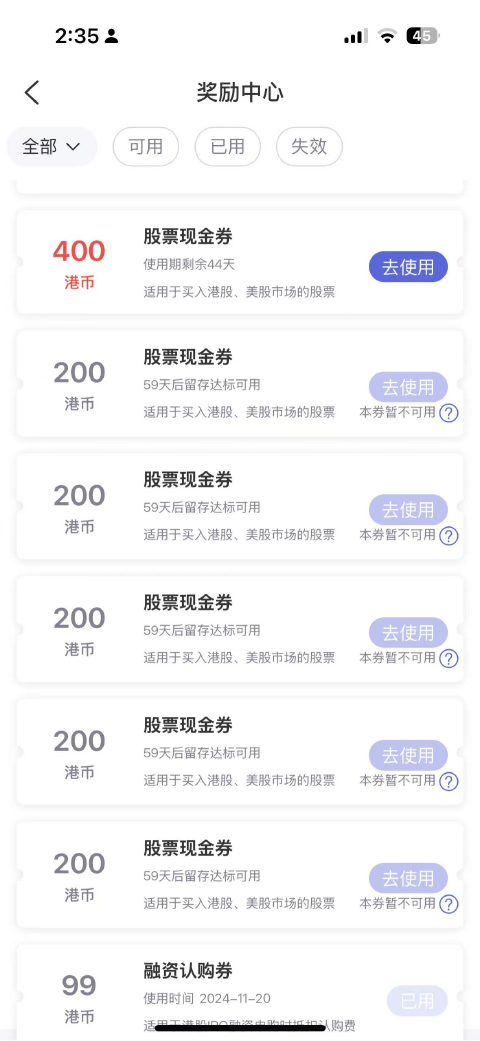 2:35
45
奖励中心
全部
可用
已用
失效
股票现金券
400
使用期剩余44天
去使用
港币
适用于买入港股、美股市场的股票
股票现金券
200
59天后留存达标可用
去使用
港币
适用于买入港股、美股市场的股票
本券暂不可用 ?
股票现金券
200
59天后留存达标可用
去使用
港币
适用于买入港股、美股市场的股票
本券暂不可用 ?
股票现金券
200
59天后留存达标可用
去使用
港币
适用于买入港股、美股市场的股票
本券暂不可用 ?
股票现金券
200
59天后留存达标可用
去使用
港币
适用于买入港股、美股市场的股票
本券暂不可用 ?
股票现金券
200
59天后留存达标可用
去使用
港币
适用于买入港股、美股市场的股票
本券暂不可用 ?
融资认购券
99
使用时间 2024-11-20
已用
港币
适用于港股IPO融资申购时抵扣认购费